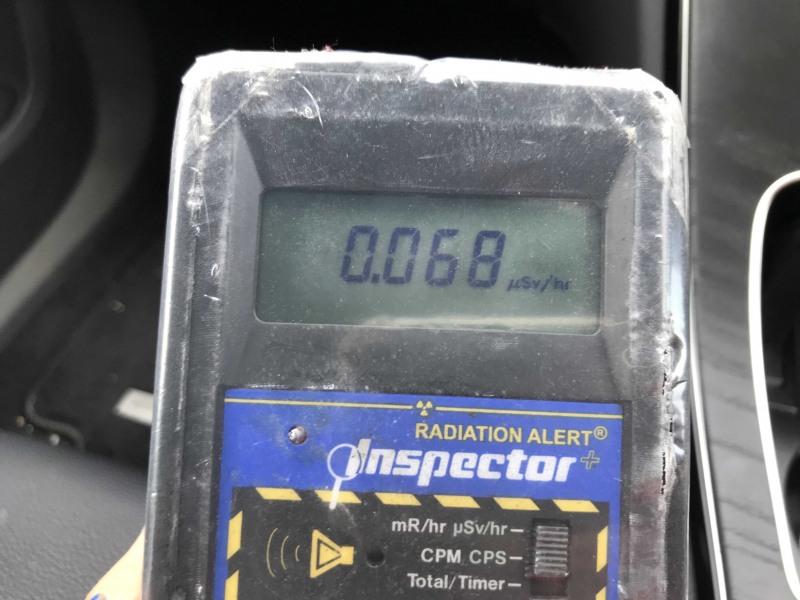 0.068 µSv/hr
RADIATION ALERT®
Inspector+
mR/hr µSv/hr
CPM CPS
Total/Timer